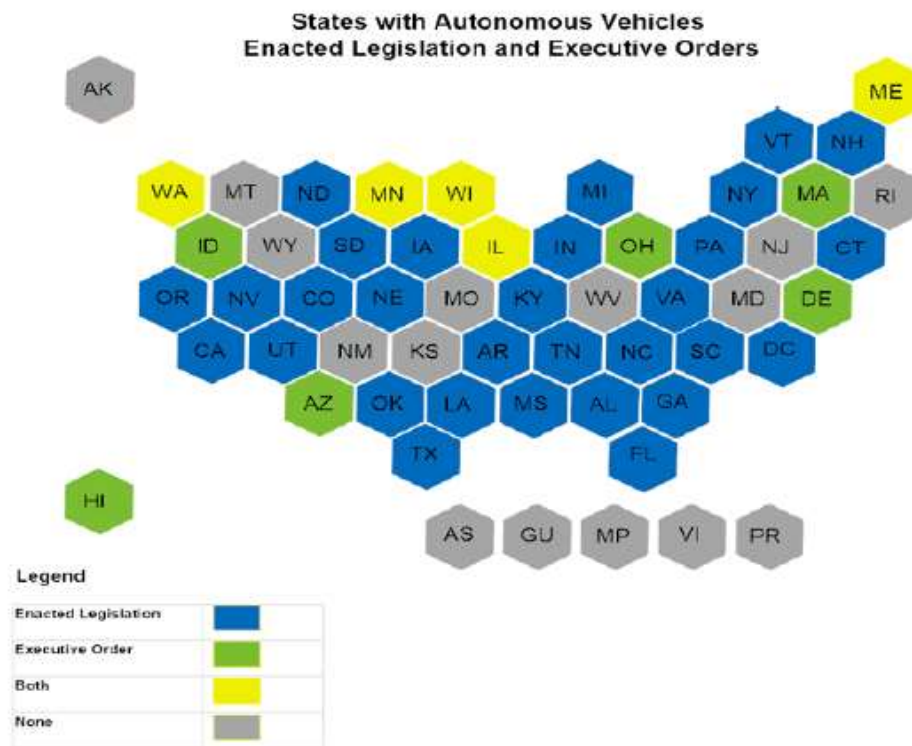 States with Autonomous Vehicles
Enacted Legislation and Executive Orders
AK
ME
VT NH
WA MT ND MN WI MI NY MA RI
ID WY SD IA IL IN OH PA NJ CT
OR NV CO NE MO KY WV VA MD DE
CA UT NM KS AR TN NC SC DC
AZ OK LA MS AL GA
TX FL
HI
AS GU MP VI PR
Legend
Enacted Legislation
Executive Order
Both
None